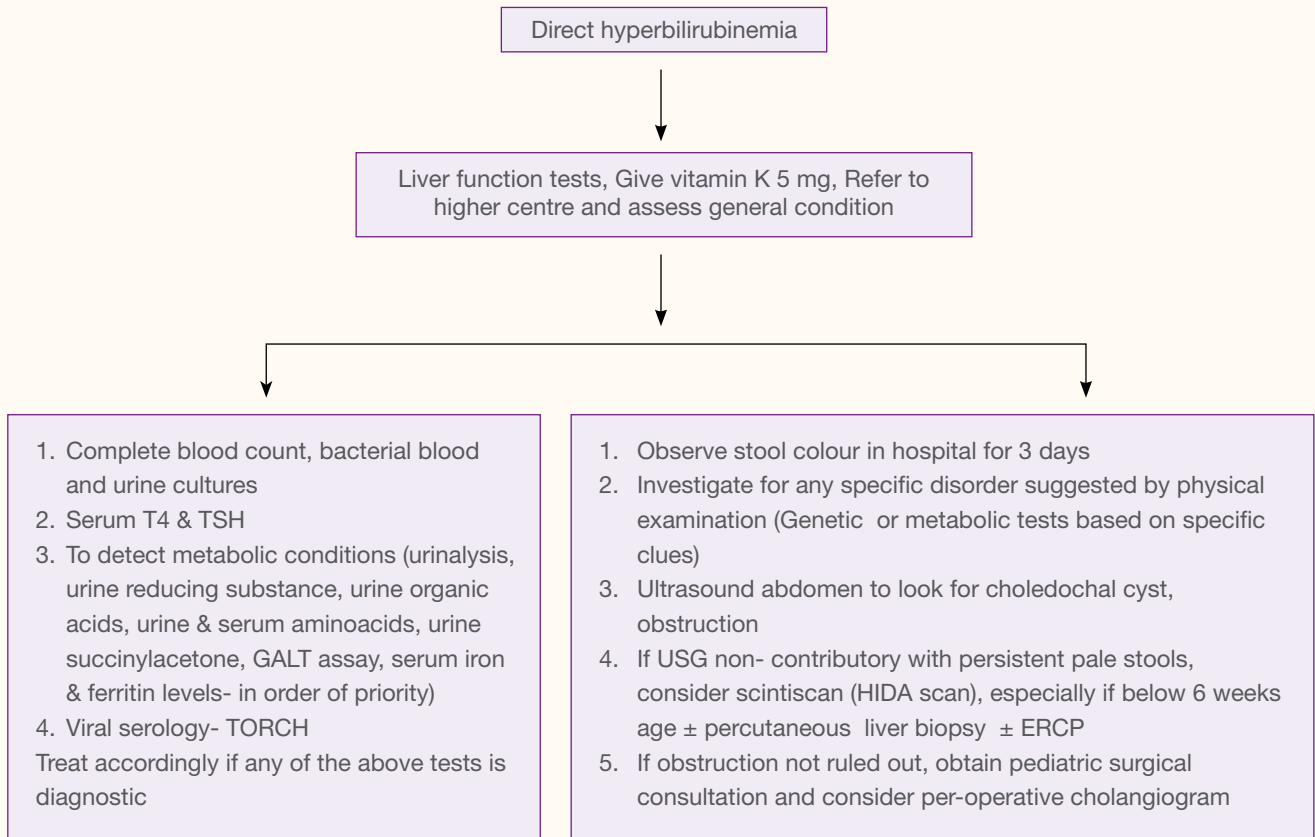 Direct hyperbilirubinemia
Liver function tests, Give vitamin K 5 mg, Refer to
higher centre and assess general condition
1. Complete blood count, bacterial blood
and urine cultures
2. Serum T4 & TSH
3. To detect metabolic conditions (urinalysis,
urine reducing substance, urine organic
acids, urine & serum aminoacids, urine
succinylacetone, GALT assay, serum iron
& ferritin levels- in order of priority)
4. Viral serology- TORCH
Treat accordingly if any of the above tests is
diagnostic
1. Observe stool colour in hospital for 3 days
2. Investigate for any specific disorder suggested by physical
examination (Genetic or metabolic tests based on specific
clues)
3. Ultrasound abdomen to look for choledochal cyst,
obstruction
4. If USG non- contributory with persistent pale stools,
consider scintiscan (HIDA scan), especially if below 6 weeks
age ± percutaneous liver biopsy ± ERCP
5. If obstruction not ruled out, obtain pediatric surgical
consultation and consider per-operative cholangiogram